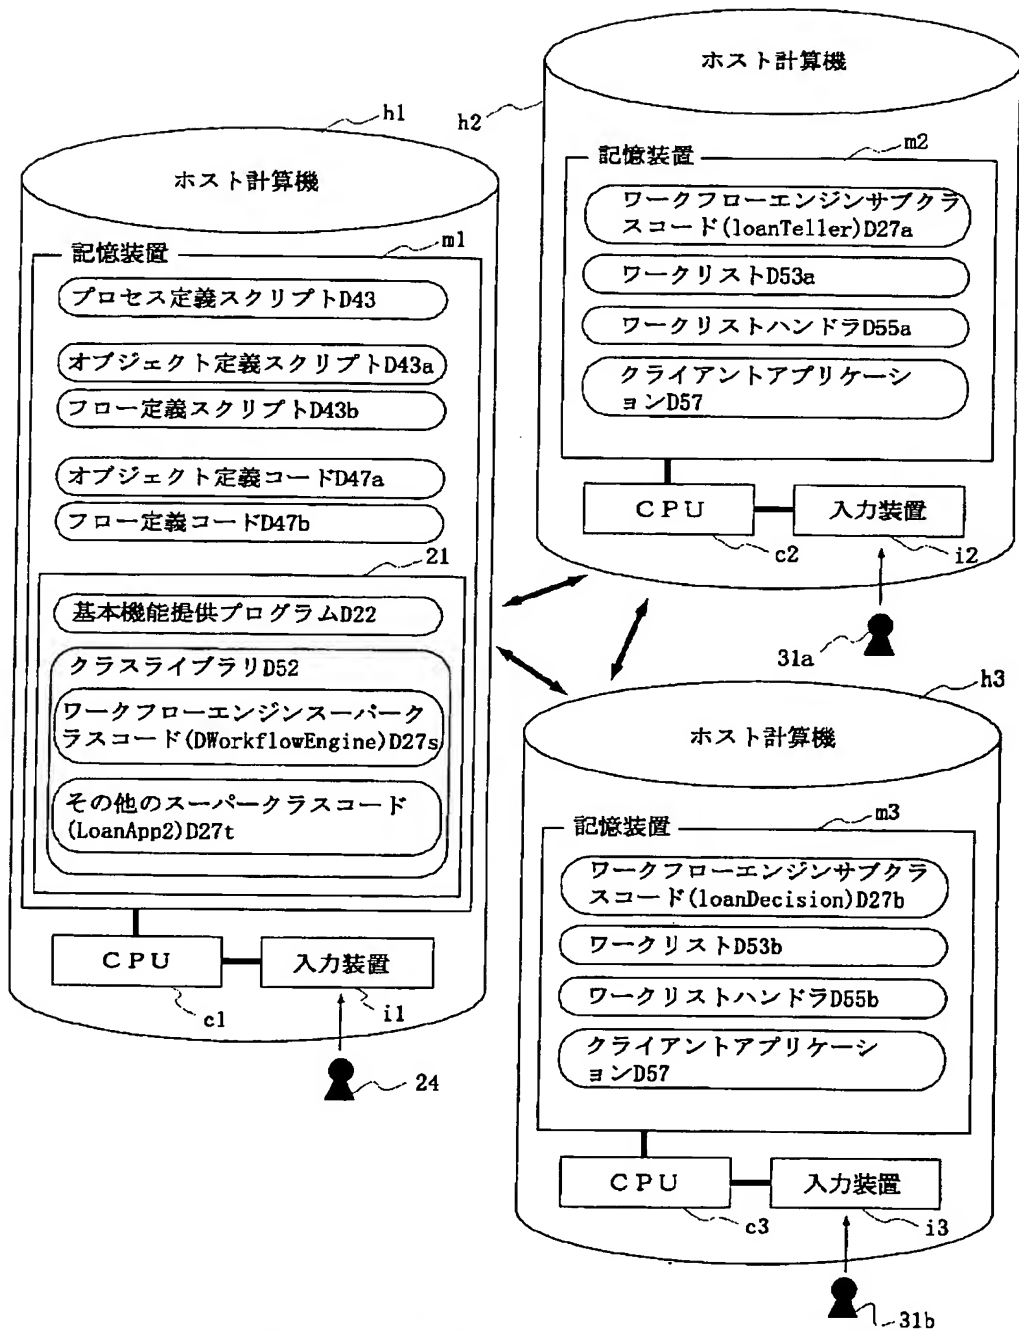 h1
ホスト計算機
記憶装置
m1
プロセス定義スクリプトD43
オブジェクト定義スクリプトD43a
フロー定義スクリプトD43b
オブジェクト定義コードD47a
フロー定義コードD47b
21
基本機能提供プログラムD22
クラスライブラリD52
ワークフローエンジンスーパーク
ラスコード(DWorkflowEngine)D27s
その他のスーパークラスコード
(LoanApp2)D27t
CPU
入力装置
c1
i1
24
h2
ホスト計算機
記憶装置
m2
ワークフローエンジンサブクラ
スコード(loanTeller)D27a
ワークリストD53a
ワークリストハンドラD55a
クライアントアプリケーシ
ョンD57
CPU
入力装置
c2
i2
31a
h3
ホスト計算機
記憶装置
m3
ワークフローエンジンサブクラ
スコード(loanDecision)D27b
ワークリストD53b
ワークリストハンドラD55b
クライアントアプリケーシ
ョンD57
CPU
入力装置
c3
i3
31b